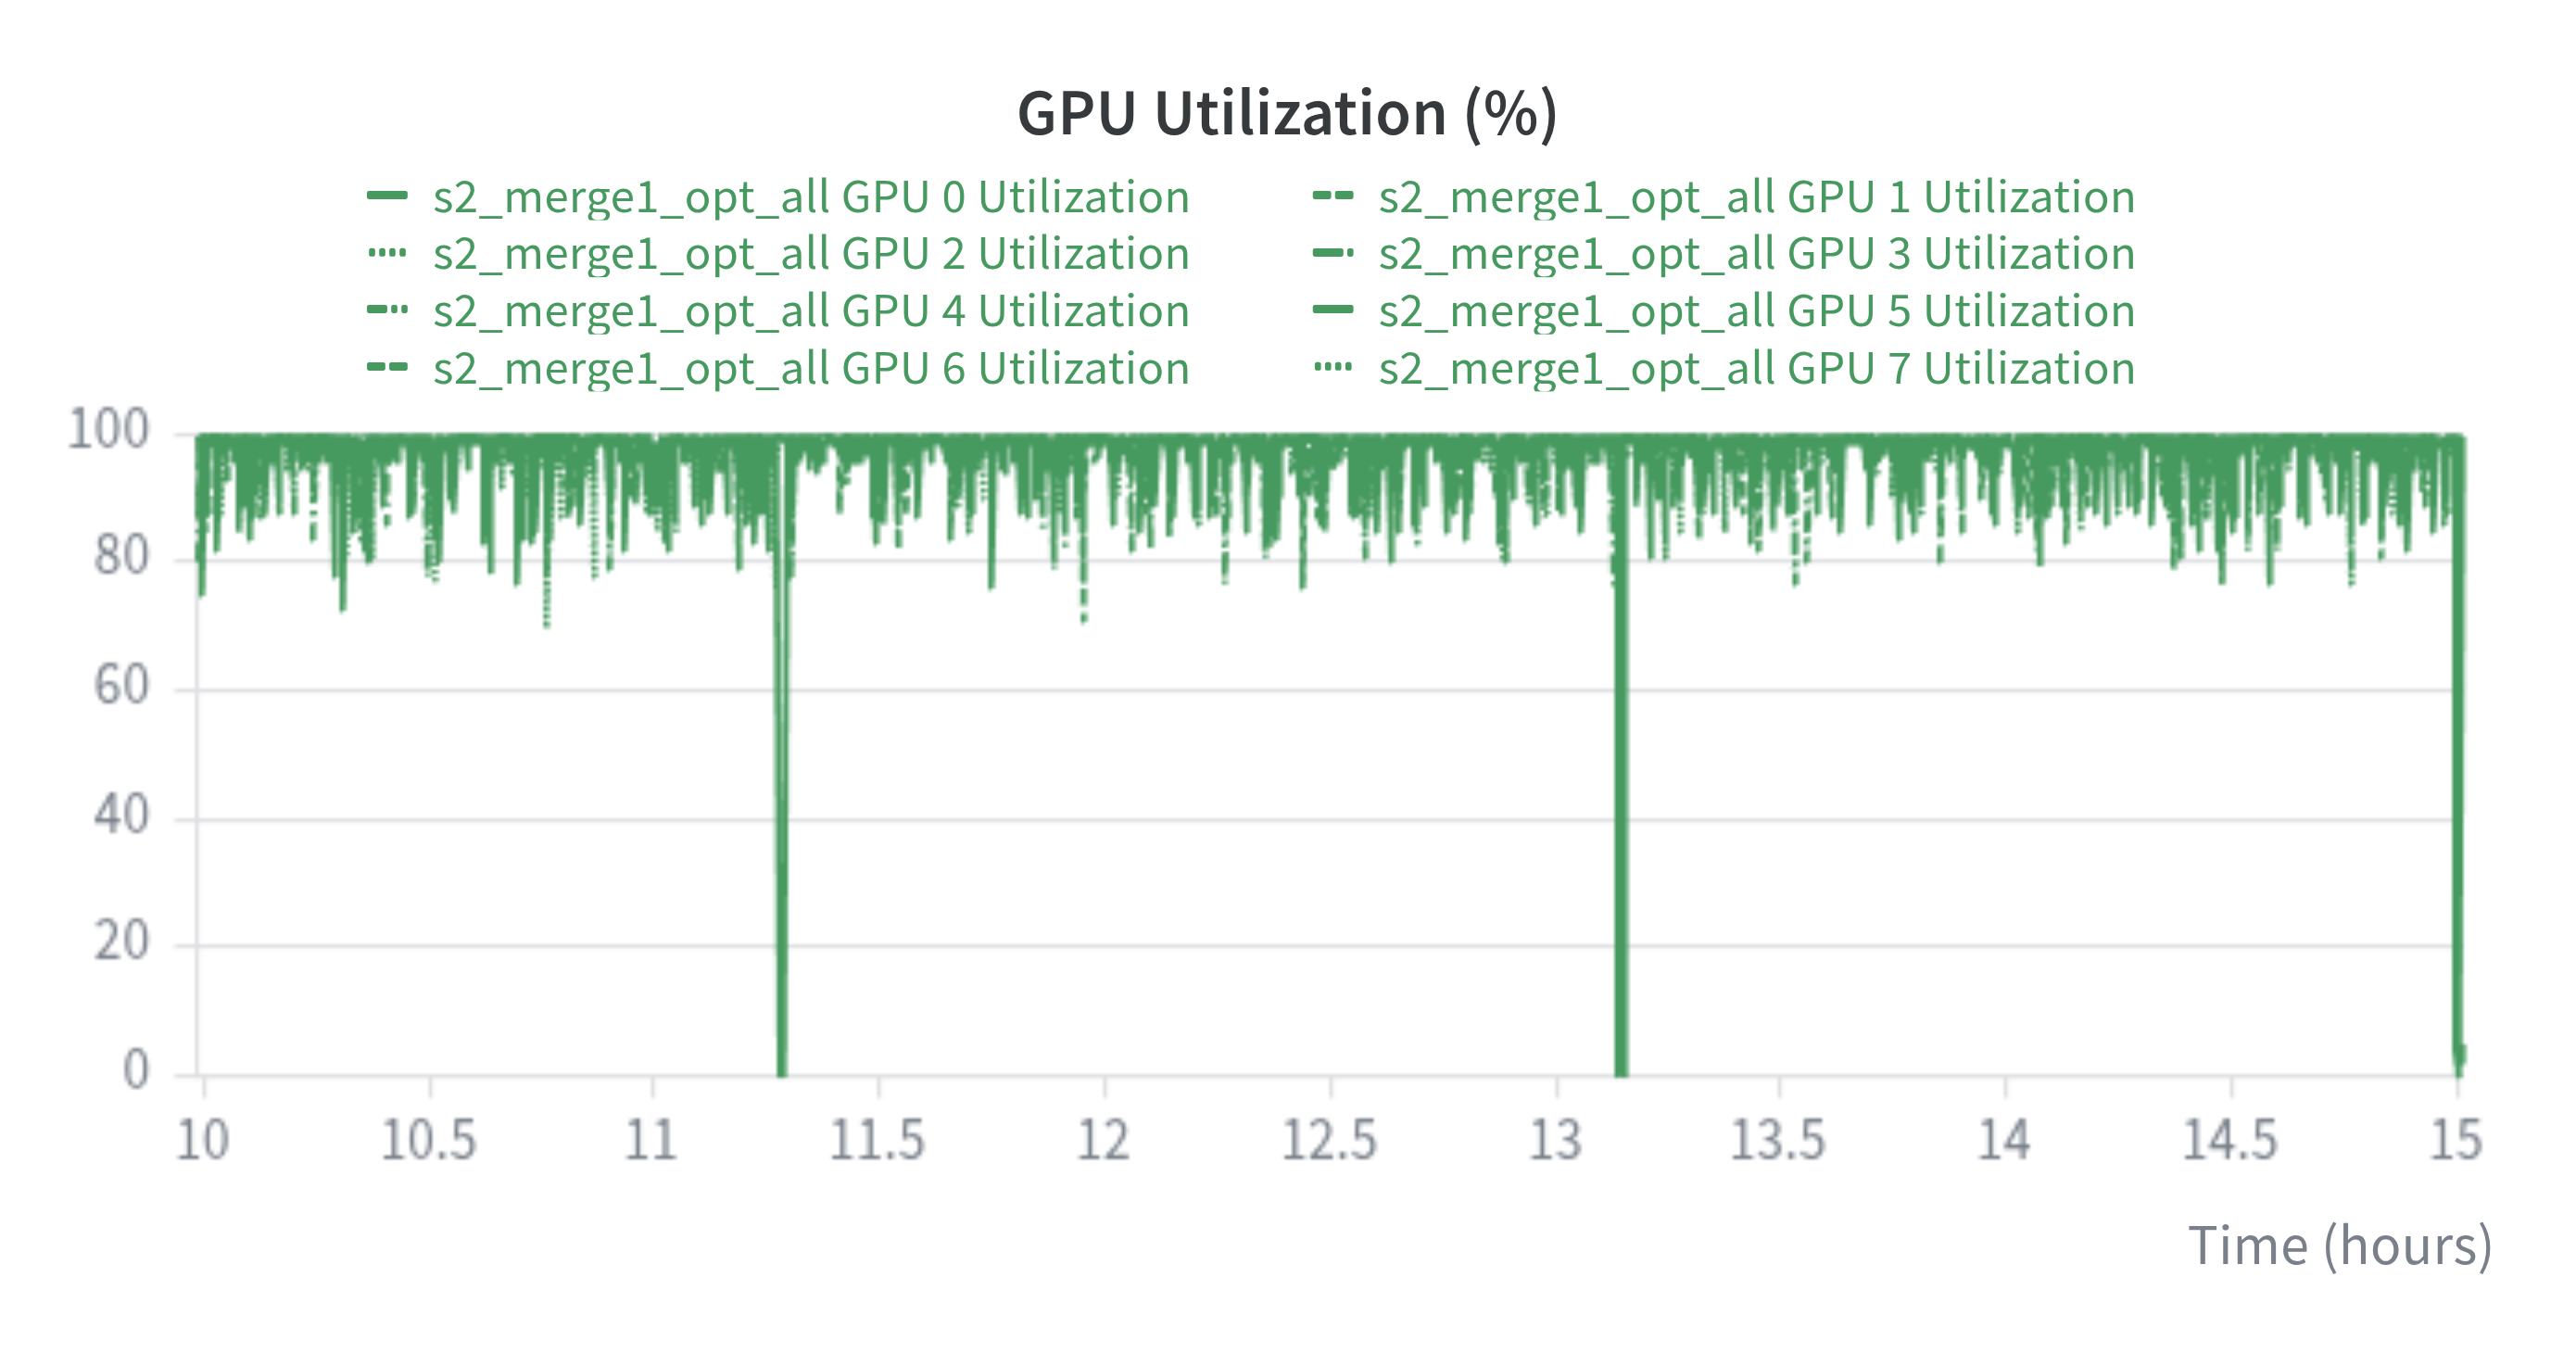 GPU Utilization (%)
s2_merge1_opt_all GPU 0 Utilization s2_merge1_opt_all GPU 1 Utilization
s2_merge1_opt_all GPU 2 Utilization s2_merge1_opt_all GPU 3 Utilization
s2_merge1_opt_all GPU 4 Utilization s2_merge1_opt_all GPU 5 Utilization
s2_merge1_opt_all GPU 6 Utilization s2_merge1_opt_all GPU 7 Utilization
100
80
60
40
20
0
10 10.5 11 11.5 12 12.5 13 13.5 14 14.5 15
Time (hours)